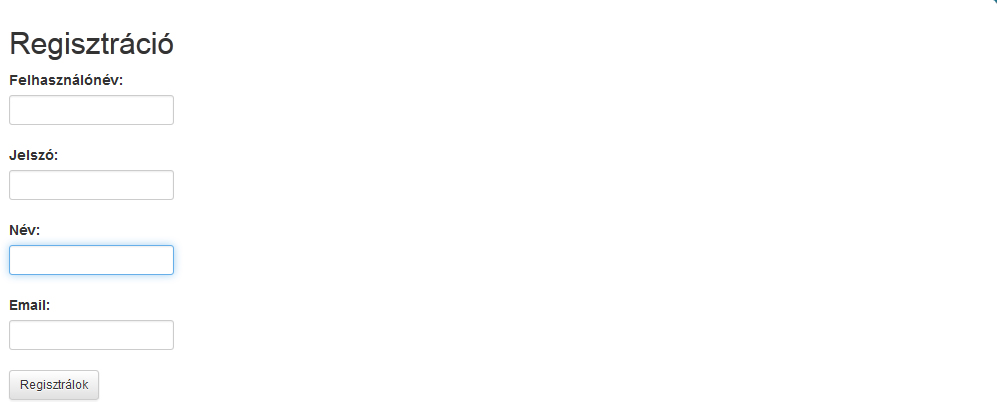 Regisztráció
Felhasználónév:
Jelszó:
Név:
Email:
Regisztrálok